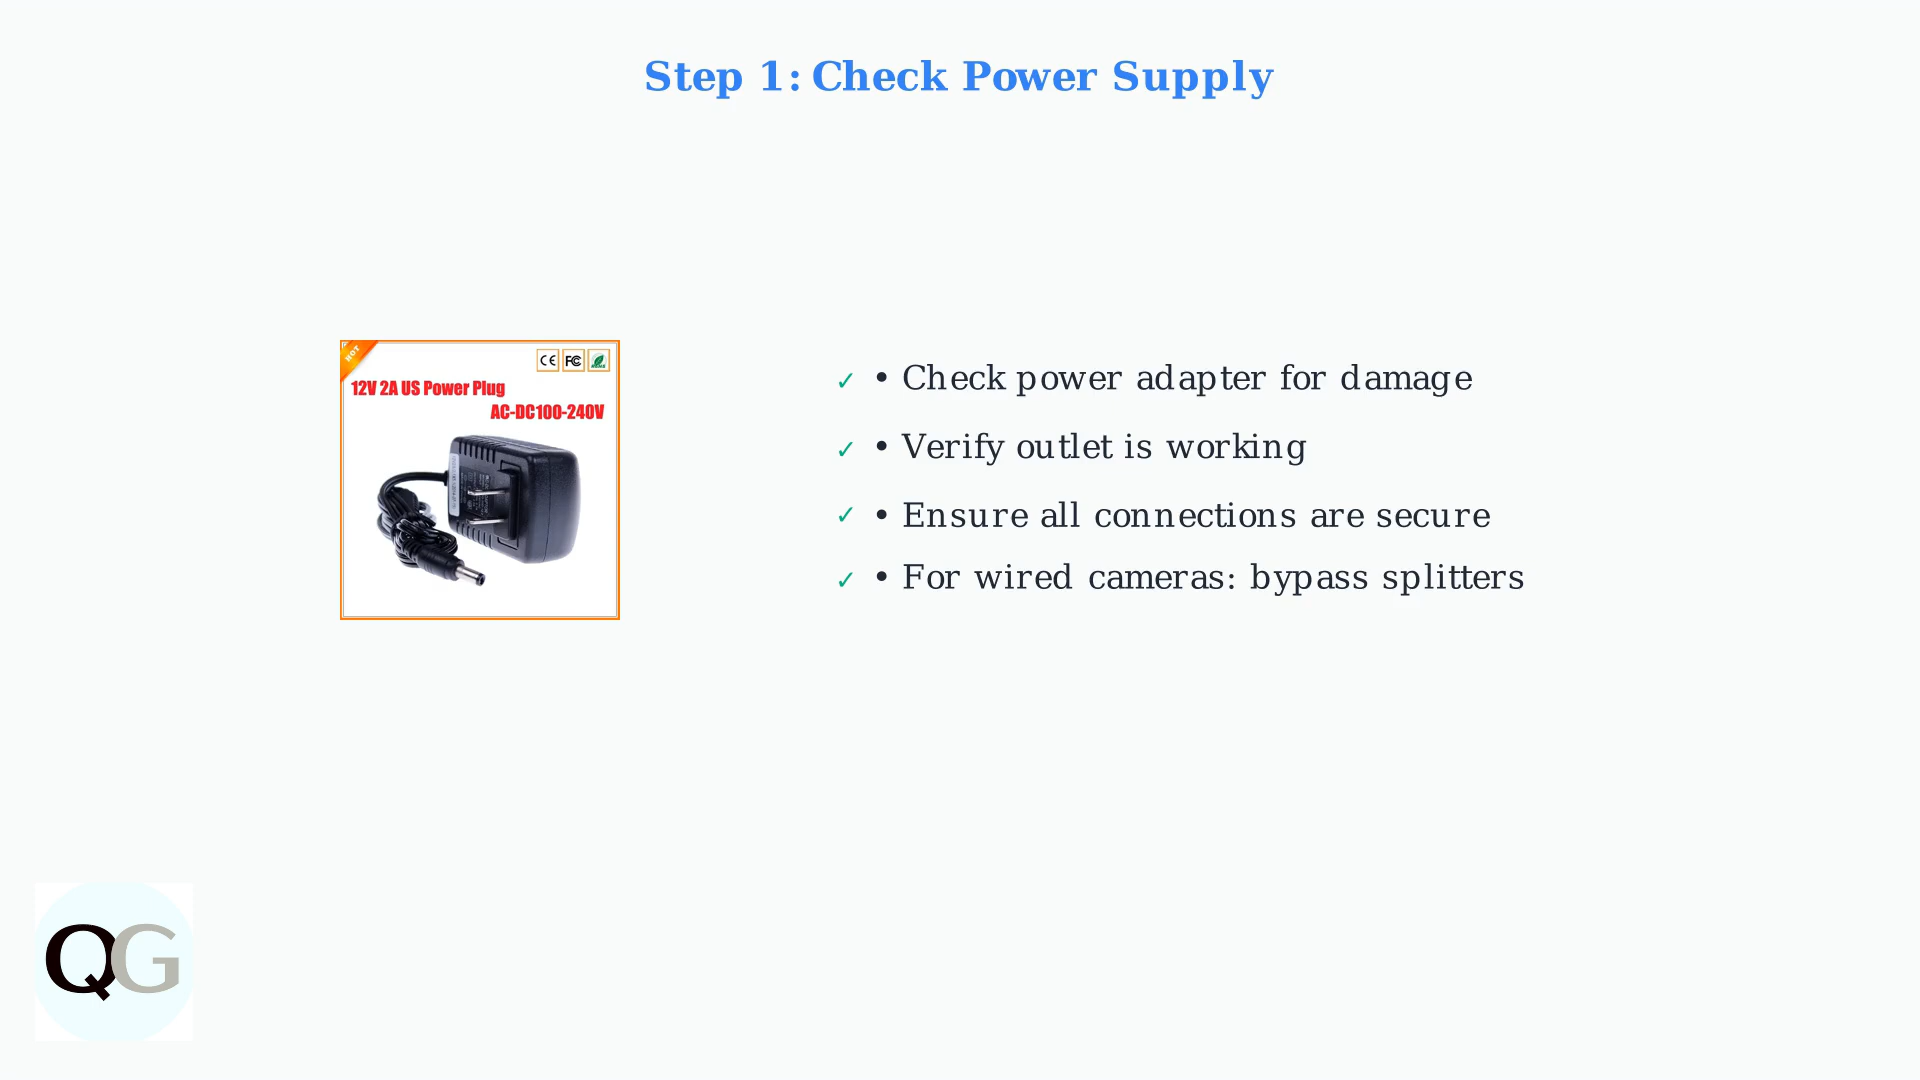 Step 1: Check Power Supply
HOT
CE FC
12V 2A US Power Plug
AC-DC100-240V
✓ • Check power adapter for damage
✓ • Verify outlet is working
✓ • Ensure all connections are secure
✓ • For wired cameras: bypass splitters
QG